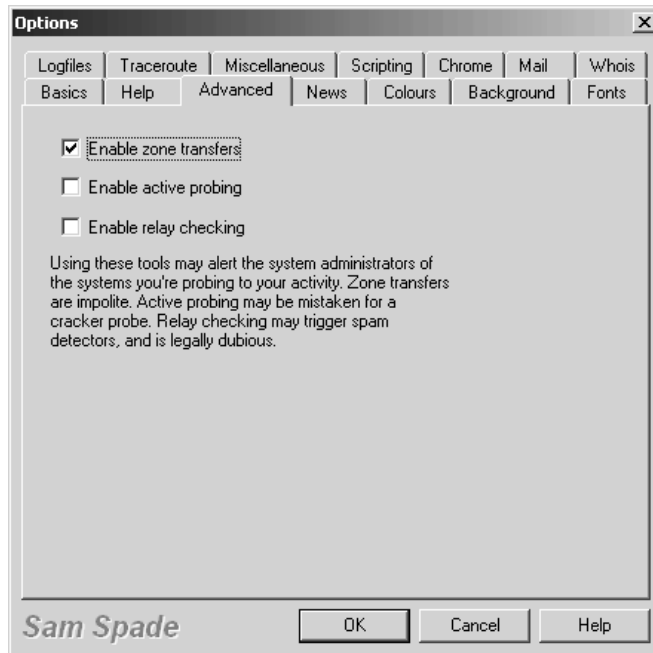 Options
Logfiles Traceroute Miscellaneous Scripting Chrome Mail Whois
Basics Help Advanced News Colours Background Fonts
Enable zone transfers
Enable active probing
Enable relay checking
Using these tools may alert the system administrators of
the systems you're probing to your activity. Zone transfers
are impolite. Active probing may be mistaken for a
cracker probe. Relay checking may trigger spam
detectors, and is legally dubious.
Sam Spade OK Cancel Help